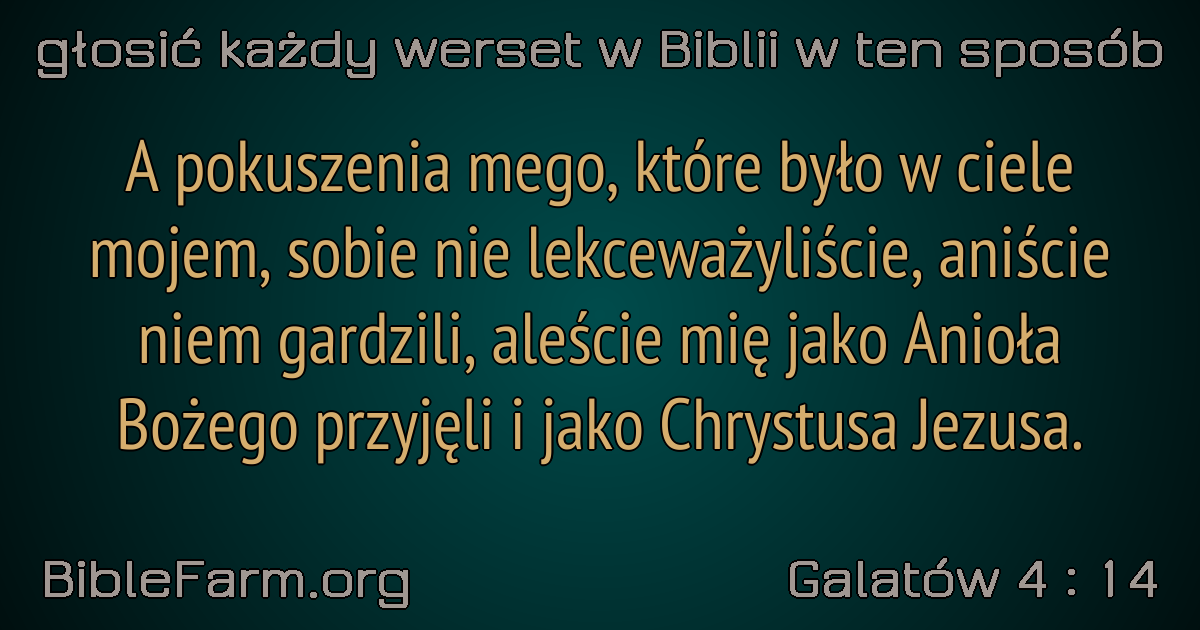 głosić każdy werset w Biblii w ten sposób
A pokuszenia mego, które było w ciele
mojem, sobie nie lekceważyliście, aniście
niem gardzili, aleście mię jako Anioła
Bożego przyjęli i jako Chrystusa Jezusa.
BibleFarm.org
Galatów 4 : 14